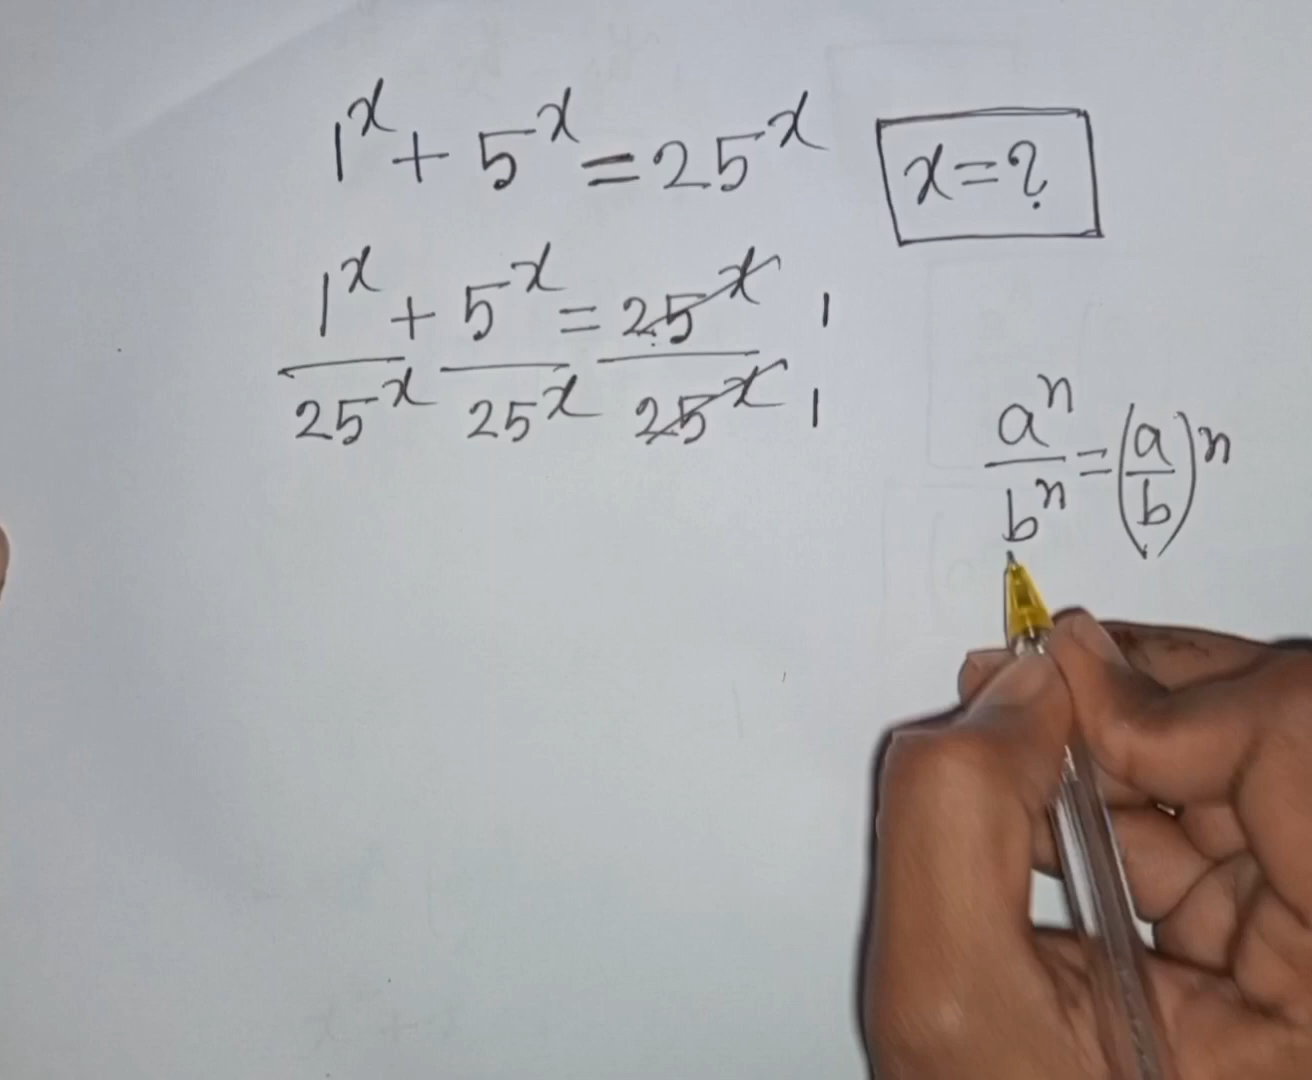 1^x + 5^x = 25^x   x = ?
1^x/25^x + 5^x/25^x = 25^x/25^x   1 1
a^n/b^n = (a/b)^n